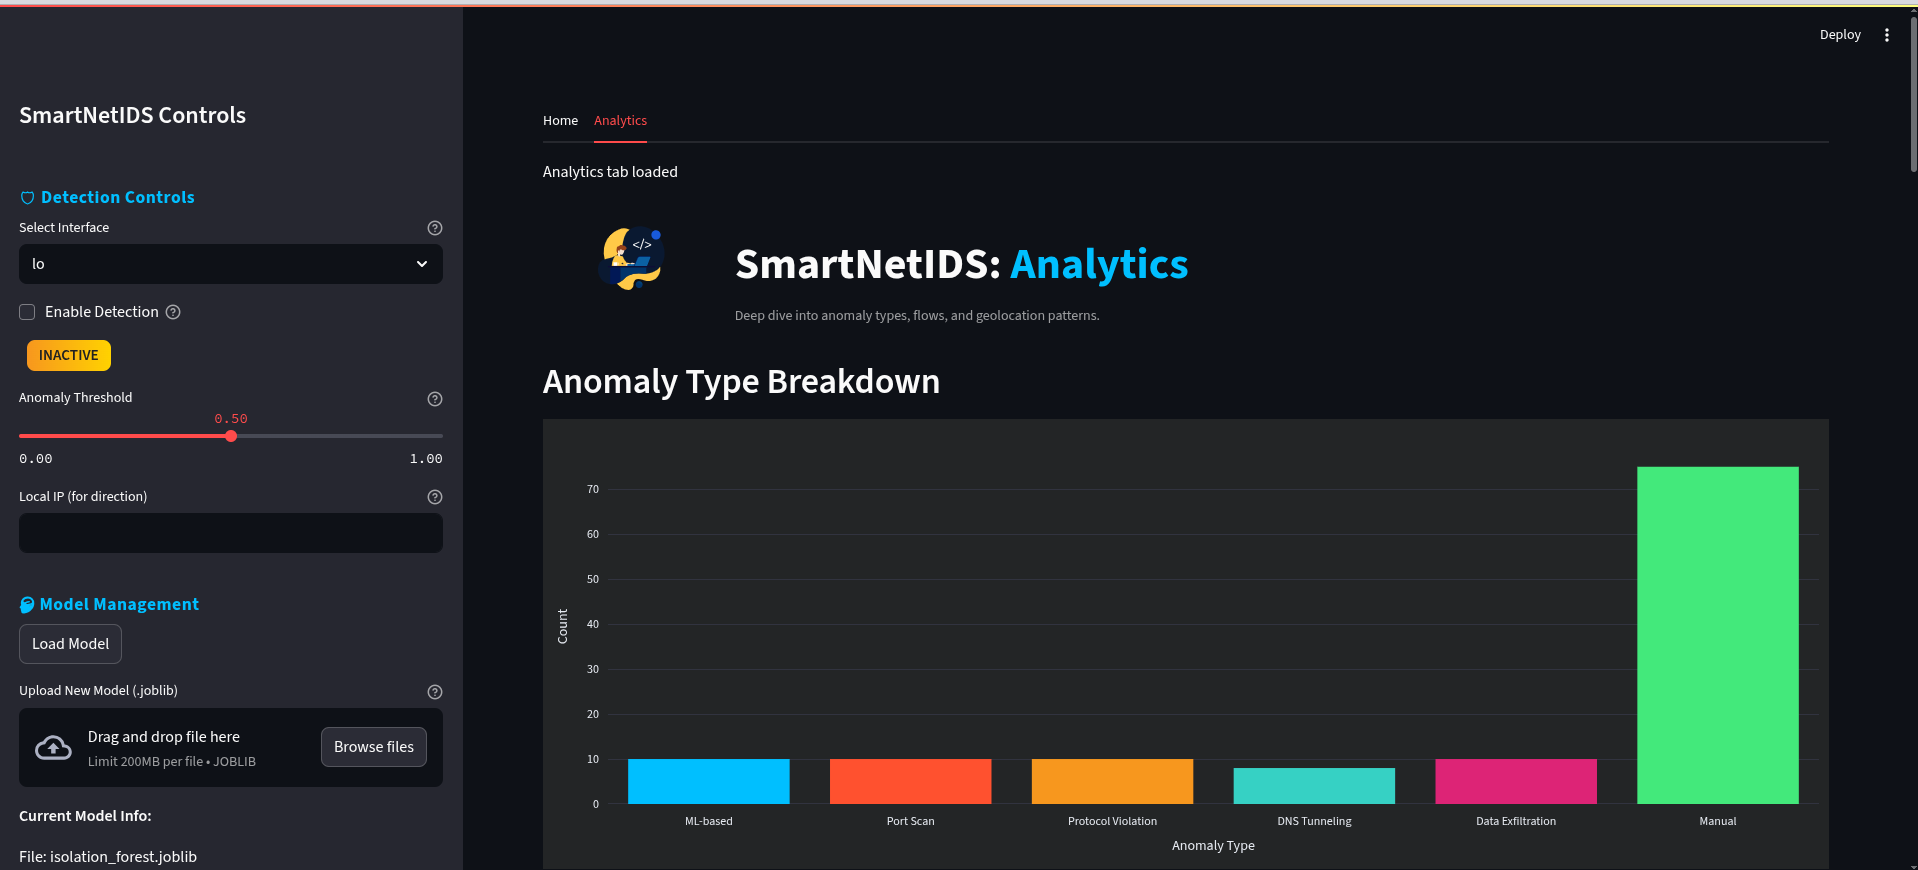 Deploy
SmartNetIDS Controls
Detection Controls
Select Interface
lo
Enable Detection
INACTIVE
Anomaly Threshold
0.50
0.00 1.00
Local IP (for direction)
Model Management
Load Model
Upload New Model (.joblib)
Drag and drop file here
Limit 200MB per file • JOBLIB
Browse files
Current Model Info:
File: isolation_forest.joblib
Home Analytics
Analytics tab loaded
</>
SmartNetIDS: Analytics
Deep dive into anomaly types, flows, and geolocation patterns.
Anomaly Type Breakdown
70
60
50
40
30
20
10
0
Count
ML-based Port Scan Protocol Violation DNS Tunneling Data Exfiltration Manual
Anomaly Type